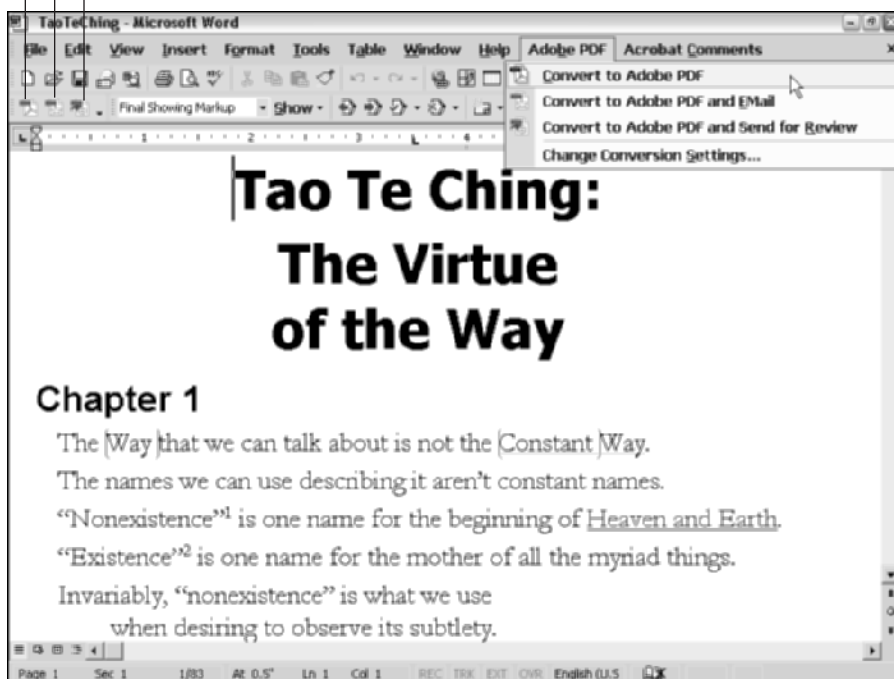 TaoTeChing - Microsoft Word
File Edit View Insert Format Tools Table Window Help Adobe PDF Acrobat Comments
Convert to Adobe PDF
Final Showing Markup Show
Convert to Adobe PDF and EMail
Convert to Adobe PDF and Send for Review
1 2 3 4
Change Conversion Settings...
Tao Te Ching:
The Virtue
of the Way
Chapter 1
The Way that we can talk about is not the Constant Way.
The names we can use describing it aren’t constant names.
“Nonexistence”1 is one name for the beginning of Heaven and Earth.
“Existence”2 is one name for the mother of all the myriad things.
Invariably, “nonexistence” is what we use
when desiring to observe its subtlety.
Page 1 Sec 1 1/83 At 0.5" Ln 1 Col 1 REC TRK EXT OVR English (U.S